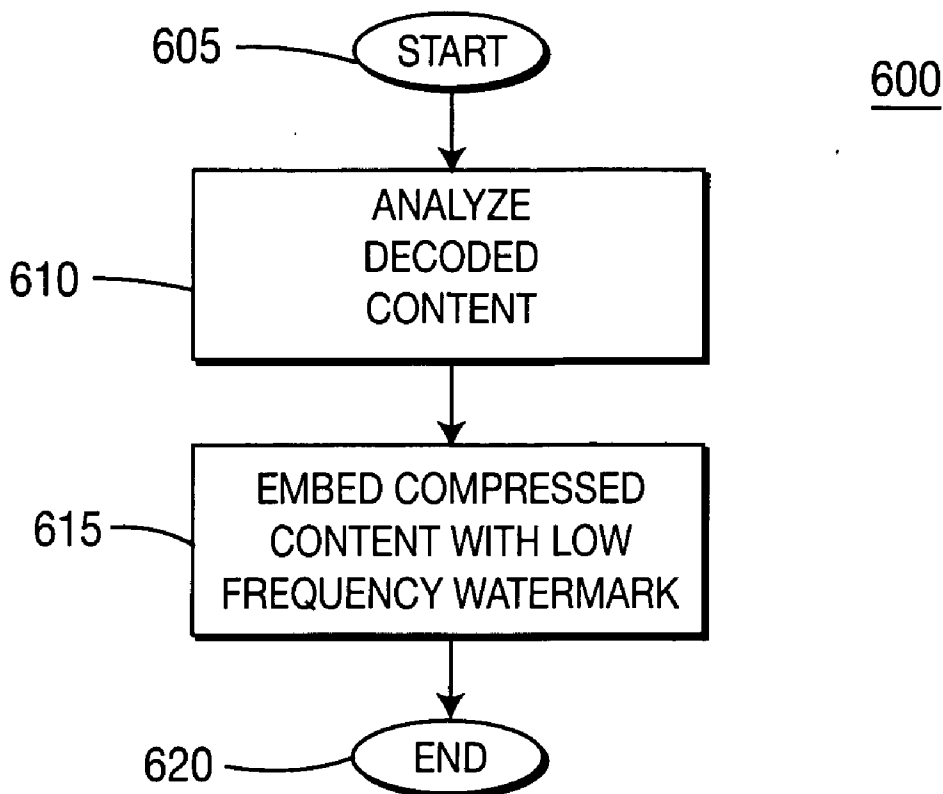 605
START
600
ANALYZE
DECODED
CONTENT
610
EMBED COMPRESSED
CONTENT WITH LOW
FREQUENCY WATERMARK
615
END
620